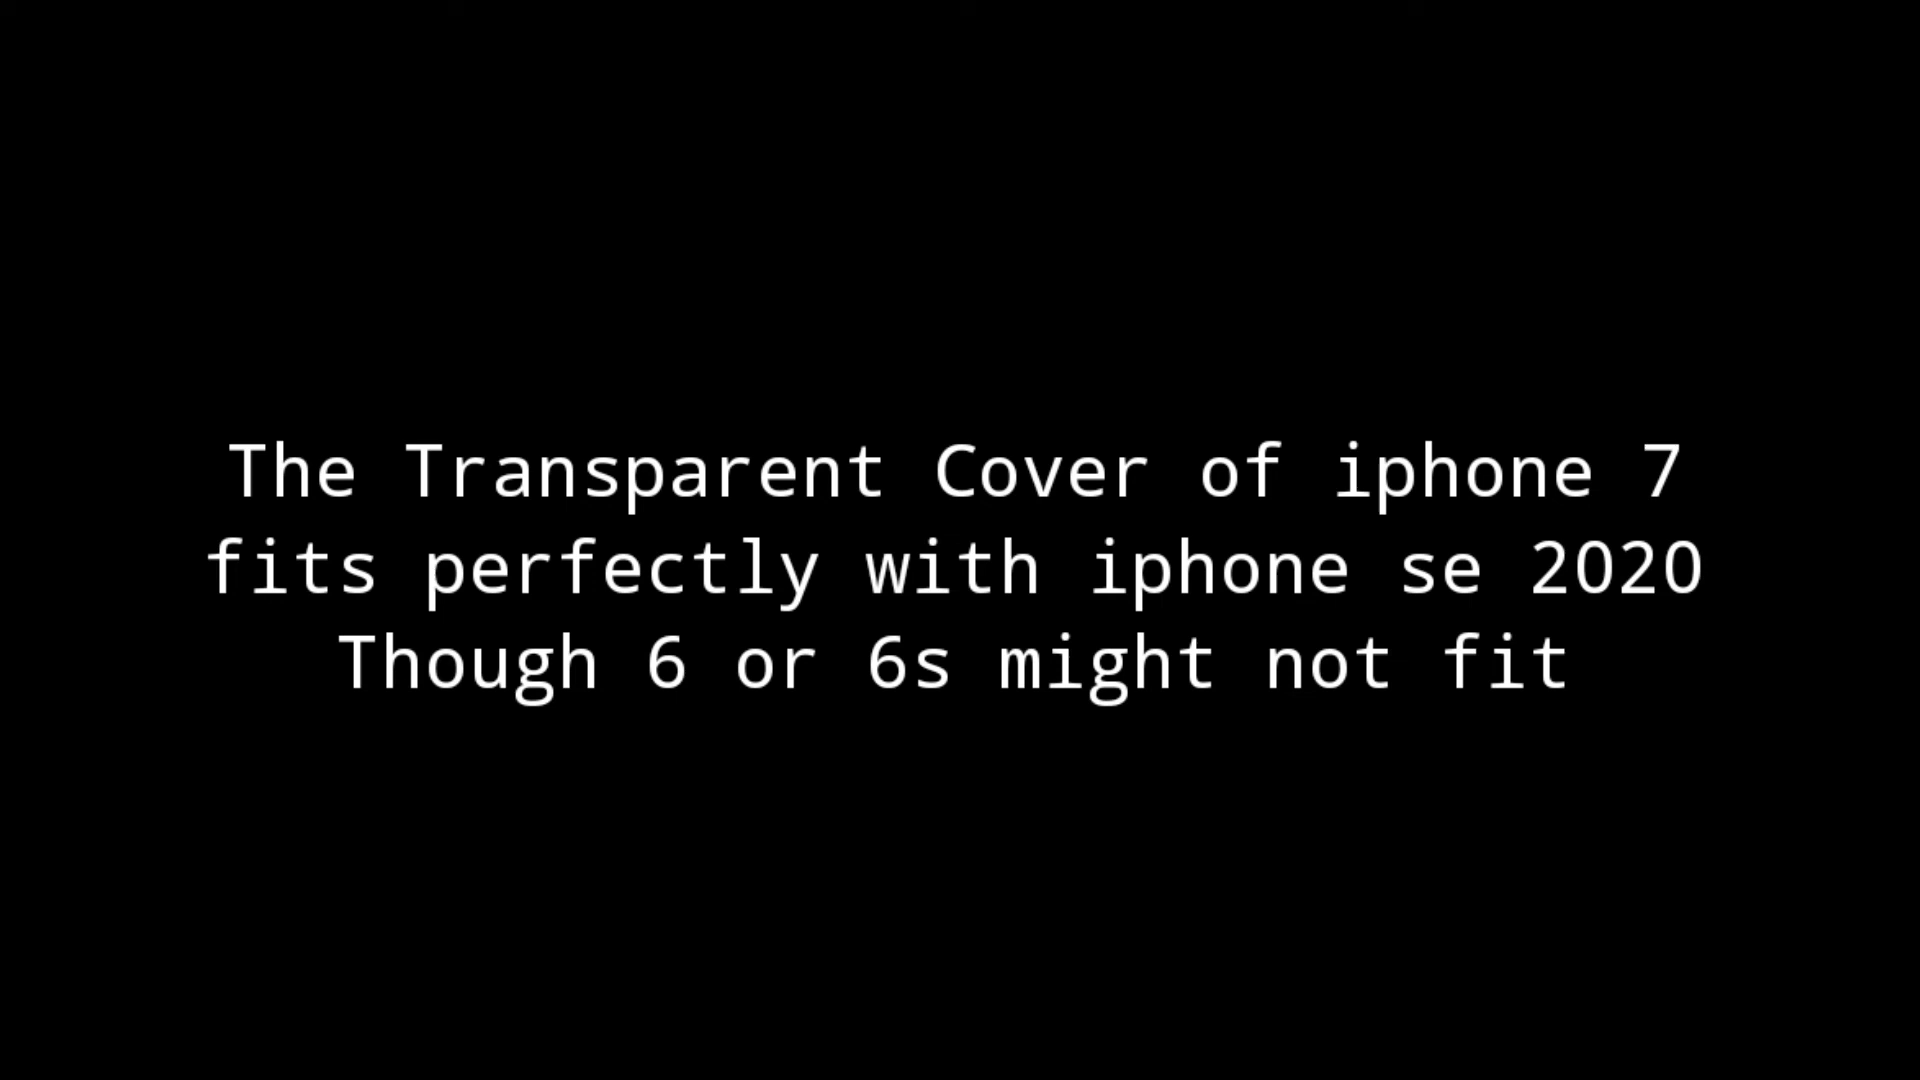 The Transparent Cover of iphone 7
fits perfectly with iphone se 2020
Though 6 or 6s might not fit